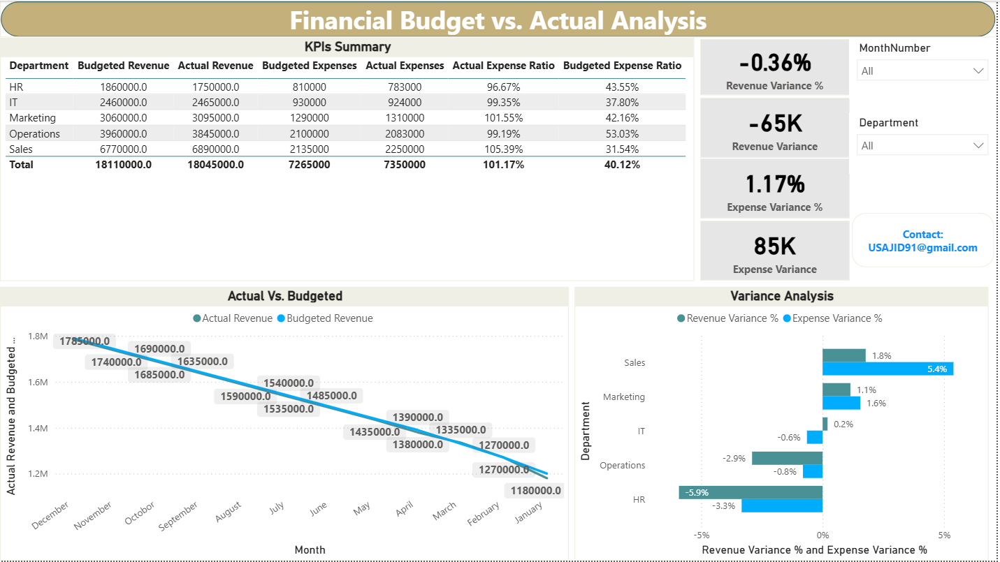 Financial Budget vs. Actual Analysis
KPIs Summary
Department Budgeted Revenue Actual Revenue Budgeted Expenses Actual Expenses Actual Expense Ratio Budgeted Expense Ratio
HR 1860000.0 1750000.0 810000 783000 96.67% 43.55%
IT 2460000.0 2465000.0 930000 924000 99.35% 37.80%
Marketing 3060000.0 3095000.0 1290000 1310000 101.55% 42.16%
Operations 3960000.0 3845000.0 2100000 2083000 99.19% 53.03%
Sales 6770000.0 6890000.0 2135000 2250000 105.39% 31.54%
Total 18110000.0 18045000.0 7265000 7350000 101.17% 40.12%
-0.36%
Revenue Variance %
-65K
Revenue Variance
1.17%
Expense Variance %
85K
Expense Variance
MonthNumber
All
Department
All
Contact:
USAJID91@gmail.com
Actual Vs. Budgeted
Actual Revenue Budgeted Revenue
Actual Revenue and Budgeted ...
1.8M
1.6M
1.4M
1.2M
1785000.0
1740000.0
1690000.0
1685000.0
1635000.0
1590000.0
1540000.0
1535000.0
1485000.0
1435000.0
1390000.0
1380000.0
1335000.0
1270000.0
1270000.0
1180000.0
December November Octobor September August July June May April March February January
Month
Variance Analysis
Revenue Variance % Expense Variance %
Department
Sales 1.8%
5.4%
Marketing 1.1%
1.6%
IT 0.2%
-0.6%
Operations -2.9%
-0.8%
HR -5.9%
-3.3%
-5% 0% 5%
Revenue Variance % and Expense Variance %